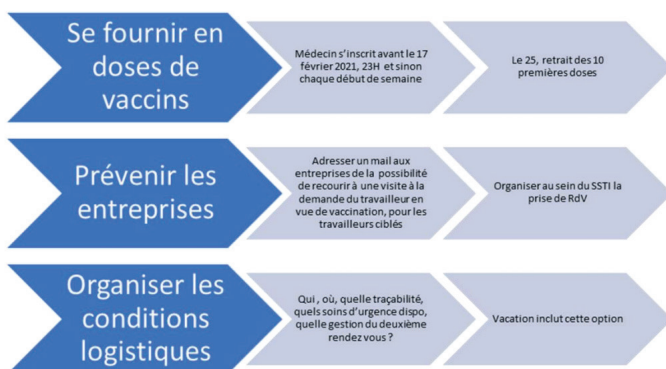 Se fournir en
doses de
vaccins
Médecin s'inscrit avant le 17
février 2021, 23H et sinon
chaque début de semaine
Le 25, retrait des 10
premières doses
Prévenir les
entreprises
Adresser un mail aux
entreprises de la possibilité
de recourir à une visite à la
demande du travailleur en
vue de vaccination, pour les
travailleurs ciblés
Organiser au sein du SSTI la
prise de RdV
Organiser les
conditions
logistiques
Qui , où, quelle traçabilité,
quels soins d'urgence dispo,
quelle gestion du deuxième
rendez vous ?
Vacation inclut cette option